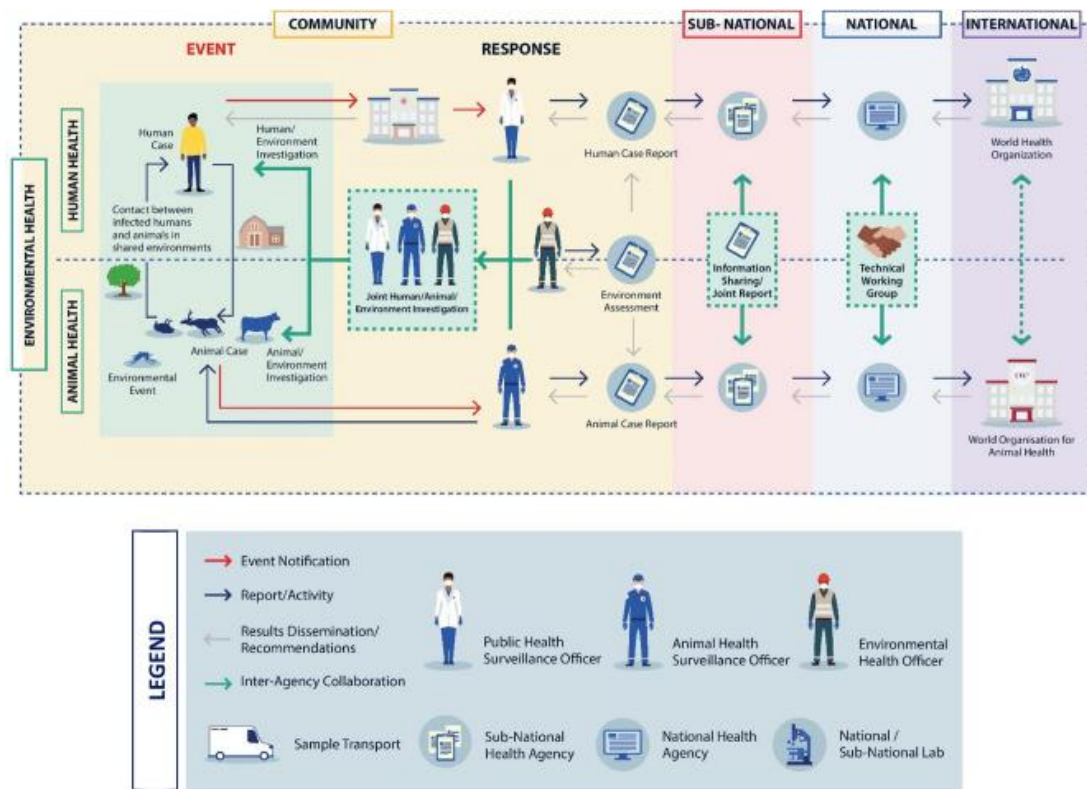 COMMUNITY
SUB- NATIONAL
NATIONAL
INTERNATIONAL
EVENT
RESPONSE
ENVIRONMENTAL HEALTH
HUMAN HEALTH
ANIMAL HEALTH
Human
Case
Human/
Environment
Investigation
Human Case Report
World Health
Organization
Contact between
infected humans
and animals in
shared environments
Joint Human/Animal/
Environment Investigation
Environment
Assessment
Information
Sharing/
Joint Report
Technical
Working
Group
Animal Case
Environmental
Event
Animal/
Environment
Investigation
Animal Case Report
World Organisation for
Animal Health
LEGEND
Event Notification
Report/Activity
Results Dissemination/
Recommendations
Inter-Agency Collaboration
Public Health
Surveillance Officer
Animal Health
Surveillance Officer
Environmental
Health Officer
Sample Transport
Sub-National
Health Agency
National Health
Agency
National /
Sub-National Lab